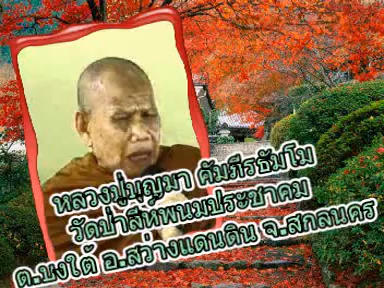 หลวงปู่บุญมา คัมภีรธัมโม
วัดป่าสีห์พนมประชาคม
ต.บงใต้ อ.สว่างแดนดิน จ.สกลนคร